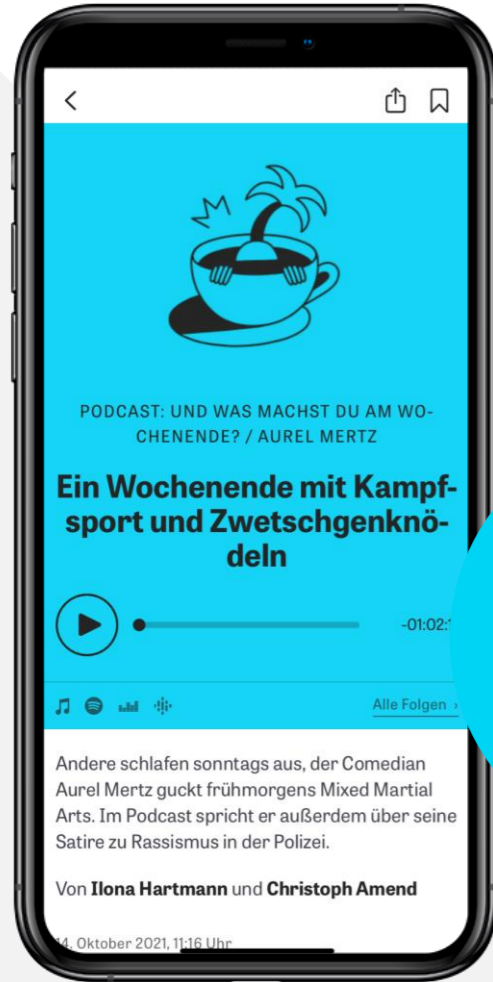 PODCAST: UND WAS MACHST DU AM WO-
CHENENDE? / AUREL MERTZ
Ein Wochenende mit Kampf-
sport und Zwetschgenknö-
deln
-01:02:
Alle Folgen ›
Andere schlafen sonntags aus, der Comedian
Aurel Mertz guckt frühmorgens Mixed Martial
Arts. Im Podcast spricht er außerdem über seine
Satire zu Rassismus in der Polizei.
Von Ilona Hartmann und Christoph Amend
14. Oktober 2021, 11:16 Uhr